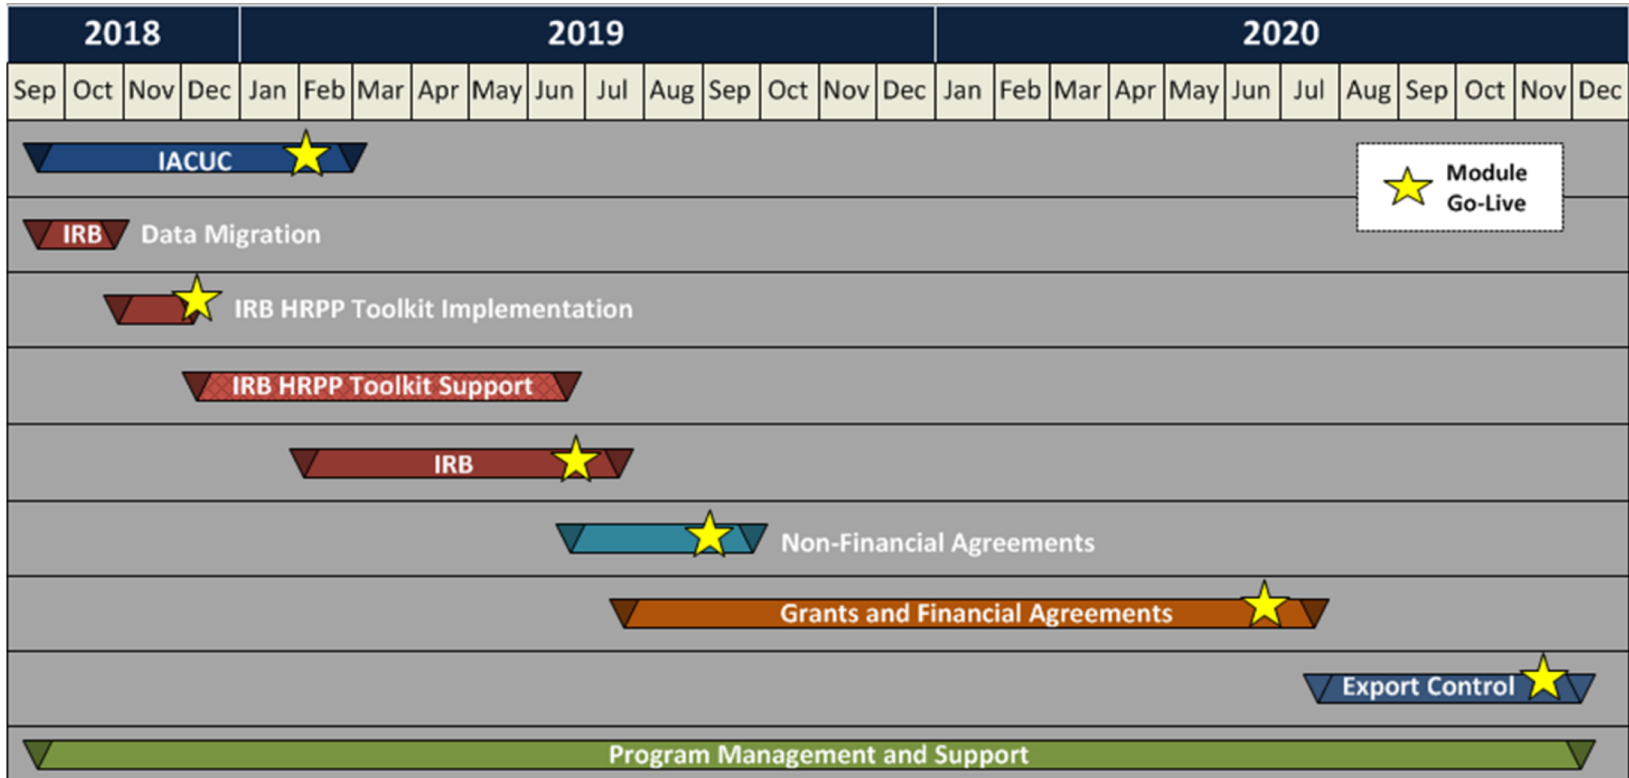 2018 2019 2020
Sep Oct Nov Dec Jan Feb Mar Apr May Jun Jul Aug Sep Oct Nov Dec Jan Feb Mar Apr May Jun Jul Aug Sep Oct Nov Dec
IACUC
Module
Go-Live
IRB Data Migration
IRB HRPP Toolkit Implementation
IRB HRPP Toolkit Support
IRB
Non-Financial Agreements
Grants and Financial Agreements
Export Control
Program Management and Support